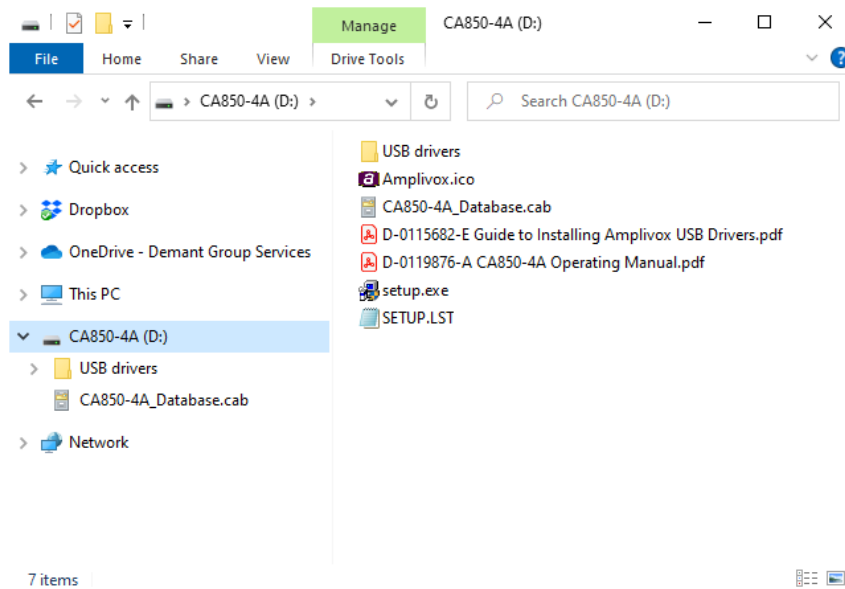 Manage
CA850-4A (D:)
File
Home
Share
View
Drive Tools
?
CA850-4A (D:)
Search CA850-4A (D:)
Quick access
Dropbox
OneDrive - Demant Group Services
This PC
CA850-4A (D:)
USB drivers
CA850-4A_Database.cab
Network
USB drivers
a
Amplivox.ico
CA850-4A_Database.cab
D-0115682-E Guide to Installing Amplivox USB Drivers.pdf
D-0119876-A CA850-4A Operating Manual.pdf
setup.exe
SETUP.LST
7 items